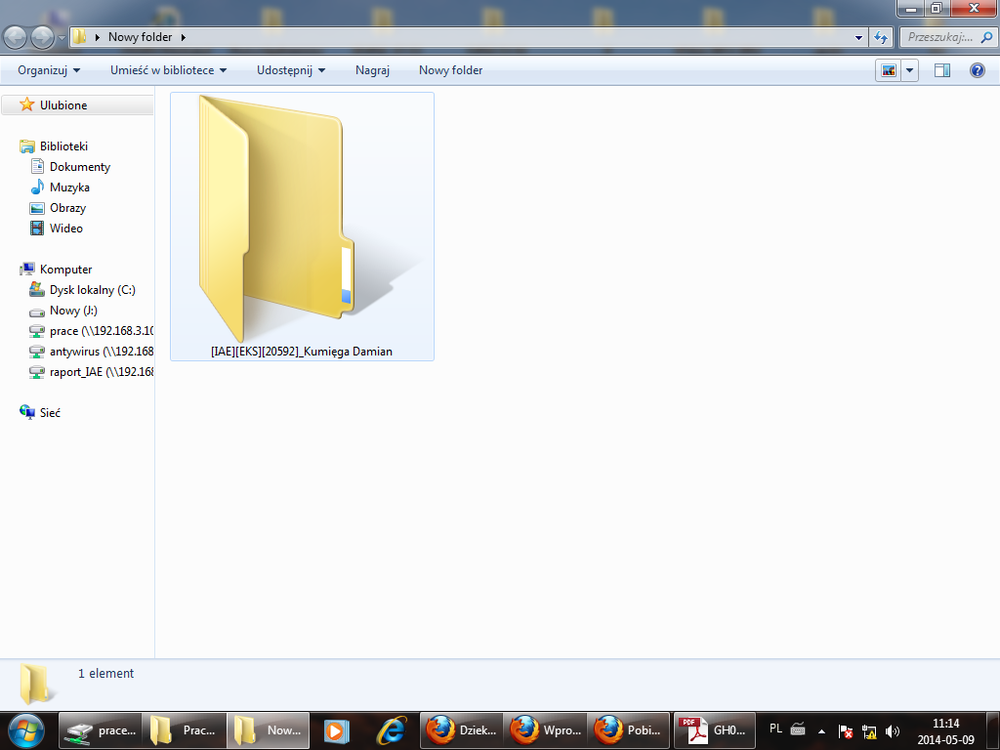 Nowy folder
Przeszukaj:...
Organizuj
Umieść w bibliotece
Udostępnij
Nagraj
Nowy folder
Ulubione
Biblioteki
Dokumenty
Muzyka
Obrazy
Wideo
Komputer
Dysk lokalny (C:)
Nowy (J:)
prace (\\192.168.3.10
antywirus (\\192.168
raport_IAE (\\192.168
Sieć
[IAE][EKS][20592]_Kumięga Damian
1 element
prace...
Prac...
Now...
Dziek...
Wpro...
Pobi...
PDF
GH0...
PL
11:14
2014-05-09